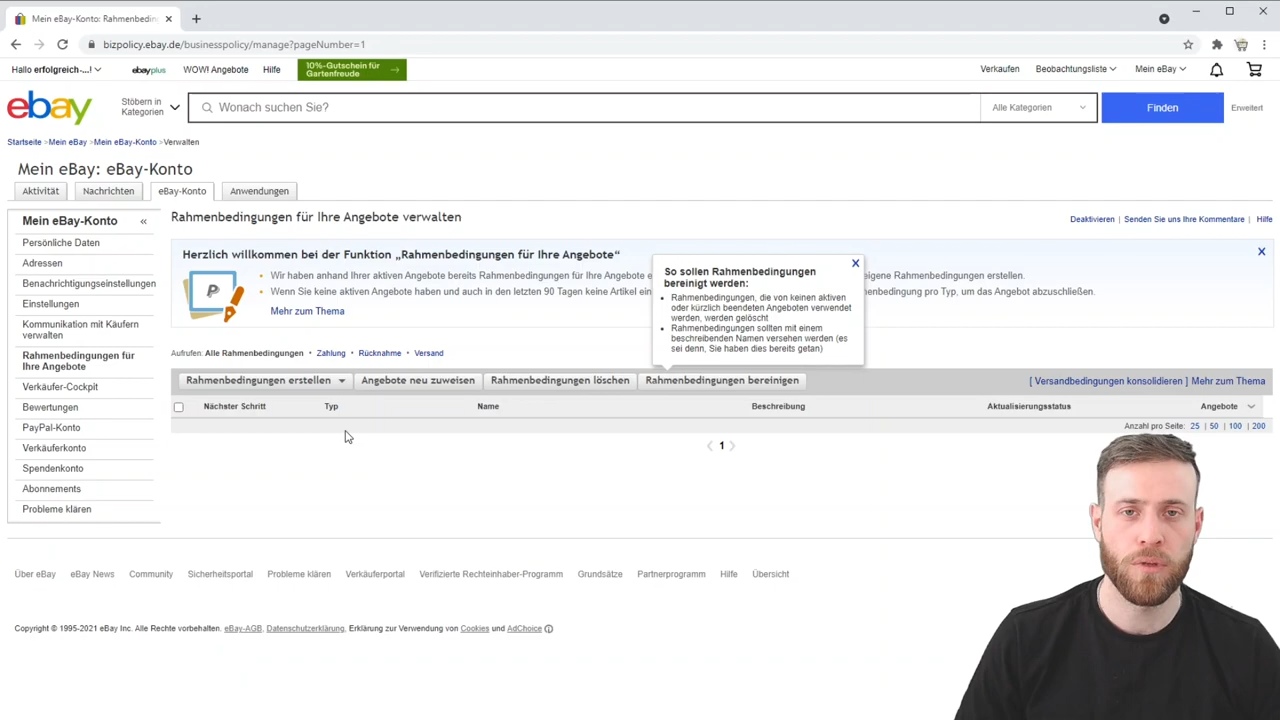 Mein eBay-Konto: Rahmenbedin
bizpolicy.ebay.de/businesspolicy/manage?pageNumber=1
Hallo erfolgreich-...!
ebayplus
WOW! Angebote
Hilfe
10%-Gutschein für
Gartenfreude
Verkaufen
Beobachtungsliste
Mein eBay
ebay
Stöbern in
Kategorien
Wonach suchen Sie?
Alle Kategorien
Finden
Erweitert
Startseite >Mein eBay >Mein eBay-Konto >Verwalten
Mein eBay: eBay-Konto
Aktivität
Nachrichten
eBay-Konto
Anwendungen
Mein eBay-Konto «
Persönliche Daten
Adressen
Benachrichtigungseinstellungen
Einstellungen
Kommunikation mit Käufern
verwalten
Rahmenbedingungen für
Ihre Angebote
Verkäufer-Cockpit
Bewertungen
PayPal-Konto
Verkäuferkonto
Spendenkonto
Abonnements
Probleme klären
Rahmenbedingungen für Ihre Angebote verwalten
Deaktivieren | Senden Sie uns Ihre Kommentare | Hilfe
Herzlich willkommen bei der Funktion „Rahmenbedingungen für Ihre Angebote“
Wir haben anhand Ihrer aktiven Angebote bereits Rahmenbedingungen für Ihre Angebote e
eigene Rahmenbedingungen erstellen.
Wenn Sie keine aktiven Angebote haben und auch in den letzten 90 Tagen keine Artikel ein
nbedingung pro Typ, um das Angebot abzuschließen.
Mehr zum Thema
So sollen Rahmenbedingungen
bereinigt werden:
Rahmenbedingungen, die von keinen aktiven
oder kürzlich beendeten Angeboten verwendet
werden, werden gelöscht
Rahmenbedingungen sollten mit einem
beschreibenden Namen versehen werden (es
sei denn, Sie haben dies bereits getan)
Aufrufen: Alle Rahmenbedingungen • Zahlung • Rücknahme • Versand
Rahmenbedingungen erstellen
Angebote neu zuweisen
Rahmenbedingungen löschen
Rahmenbedingungen bereinigen
[ Versandbedingungen konsolidieren ] Mehr zum Thema
Nächster Schritt
Typ
Name
Beschreibung
Aktualisierungsstatus
Angebote
Anzahl pro Seite: 25 | 50 | 100 | 200
1
Über eBay
eBay News
Community
Sicherheitsportal
Probleme klären
Verkäuferportal
Verifizierte Rechteinhaber-Programm
Grundsätze
Partnerprogramm
Hilfe
Übersicht
Copyright © 1995-2021 eBay Inc. Alle Rechte vorbehalten. eBay-AGB, Datenschutzerklärung, Erklärung zur Verwendung von Cookies und AdChoice